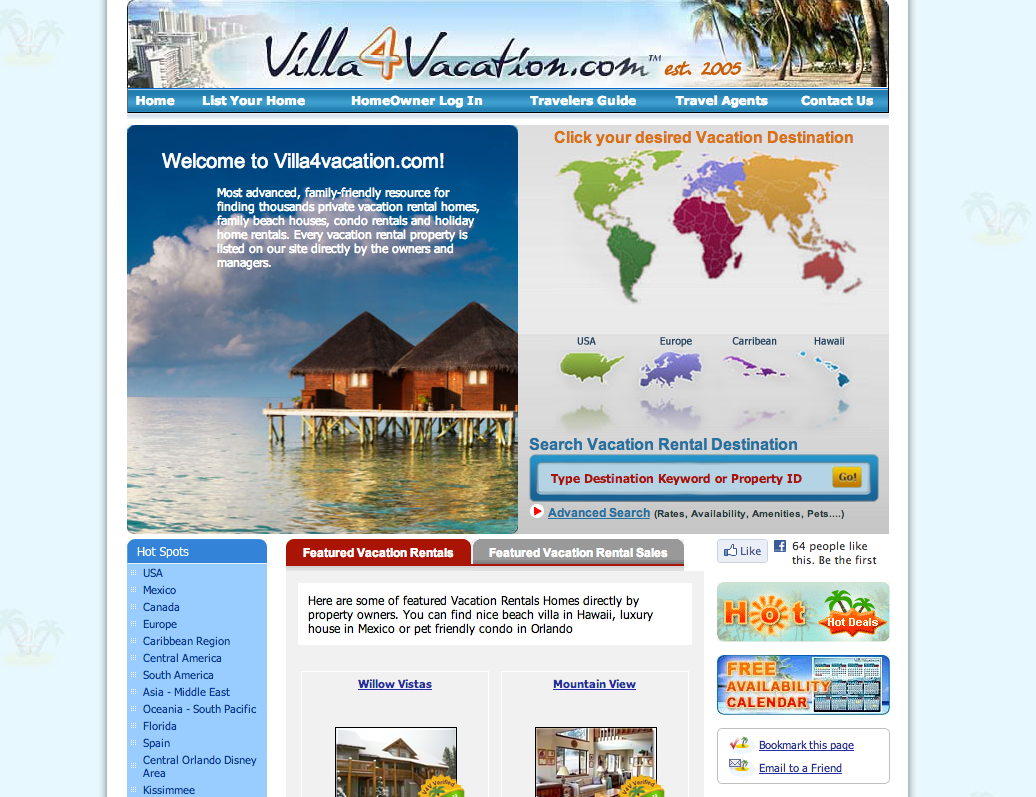 Villa4Vacation.com™ est. 2005
Home List Your Home HomeOwner Log In Travelers Guide Travel Agents Contact Us
Welcome to Villa4vacation.com!
Most advanced, family-friendly resource for
finding thousands private vacation rental homes,
family beach houses, condo rentals and holiday
home rentals. Every vacation rental property is
listed on our site directly by the owners and
managers.
Click your desired Vacation Destination
USA Europe Carribean Hawaii
Search Vacation Rental Destination
Type Destination Keyword or Property ID Go!
Advanced Search (Rates, Availability, Amenities, Pets....)
Hot Spots
USA
Mexico
Canada
Europe
Caribbean Region
Central America
South America
Asia - Middle East
Oceania - South Pacific
Florida
Spain
Central Orlando Disney
Area
Kissimmee
Featured Vacation Rentals Featured Vacation Rental Sales
Here are some of featured Vacation Rentals Homes directly by
property owners. You can find nice beach villa in Hawaii, luxury
house in Mexico or pet friendly condo in Orlando
Willow Vistas Mountain View
V4V Verified V4V Verified
Like 64 people like
this. Be the first
Hot Hot Deals
FREE
AVAILABILITY
CALENDAR
Bookmark this page
Email to a Friend